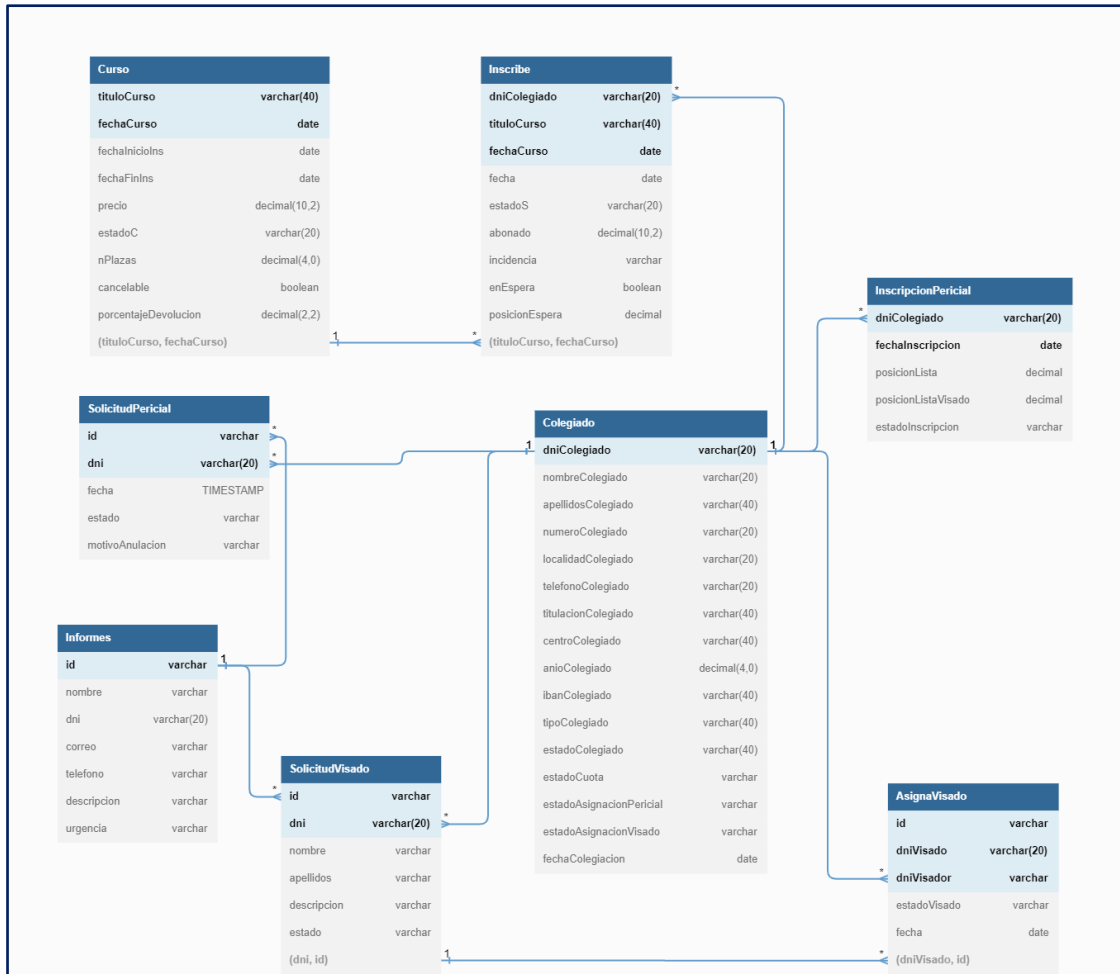 Curso
tituloCurso varchar(40)
fechaCurso date
fechaInicioIns date
fechaFinIns date
precio decimal(10,2)
estadoC varchar(20)
nPlazas decimal(4,0)
cancelable boolean
porcentajeDevolucion decimal(2,2)
(tituloCurso, fechaCurso)
1
*
Inscribe
dniColegiado varchar(20)
*
tituloCurso varchar(40)
fechaCurso date
fecha date
estadoS varchar(20)
abonado decimal(10,2)
incidencia varchar
enEspera boolean
posicionEspera decimal
(tituloCurso, fechaCurso)
InscripcionPericial
*
dniColegiado varchar(20)
fechaInscripcion date
posicionLista decimal
posicionListaVisado decimal
estadoInscripcion varchar
SolicitudPericial
id varchar
*
dni varchar(20)
*
fecha TIMESTAMP
estado varchar
motivoAnulacion varchar
Colegiado
1
dniColegiado varchar(20)
1
nombreColegiado varchar(20)
apellidosColegiado varchar(40)
numeroColegiado varchar(20)
localidadColegiado varchar(20)
telefonoColegiado varchar(20)
titulacionColegiado varchar(40)
centroColegiado varchar(40)
anioColegiado decimal(4,0)
ibanColegiado varchar(40)
tipoColegiado varchar(40)
estadoColegiado varchar(40)
estadoCuota varchar
estadoAsignacionPericial varchar
estadoAsignacionVisado varchar
fechaColegiacion date
Informes
id varchar
1
nombre varchar
dni varchar(20)
correo varchar
telefono varchar
descripcion varchar
urgencia varchar
SolicitudVisado
*
id varchar
dni varchar(20)
*
nombre varchar
apellidos varchar
descripcion varchar
estado varchar
(dni, id)
1
*
AsignaVisado
id varchar
dniVisado varchar(20)
*
dniVisador varchar
estadoVisado varchar
fecha date
(dniVisado, id)